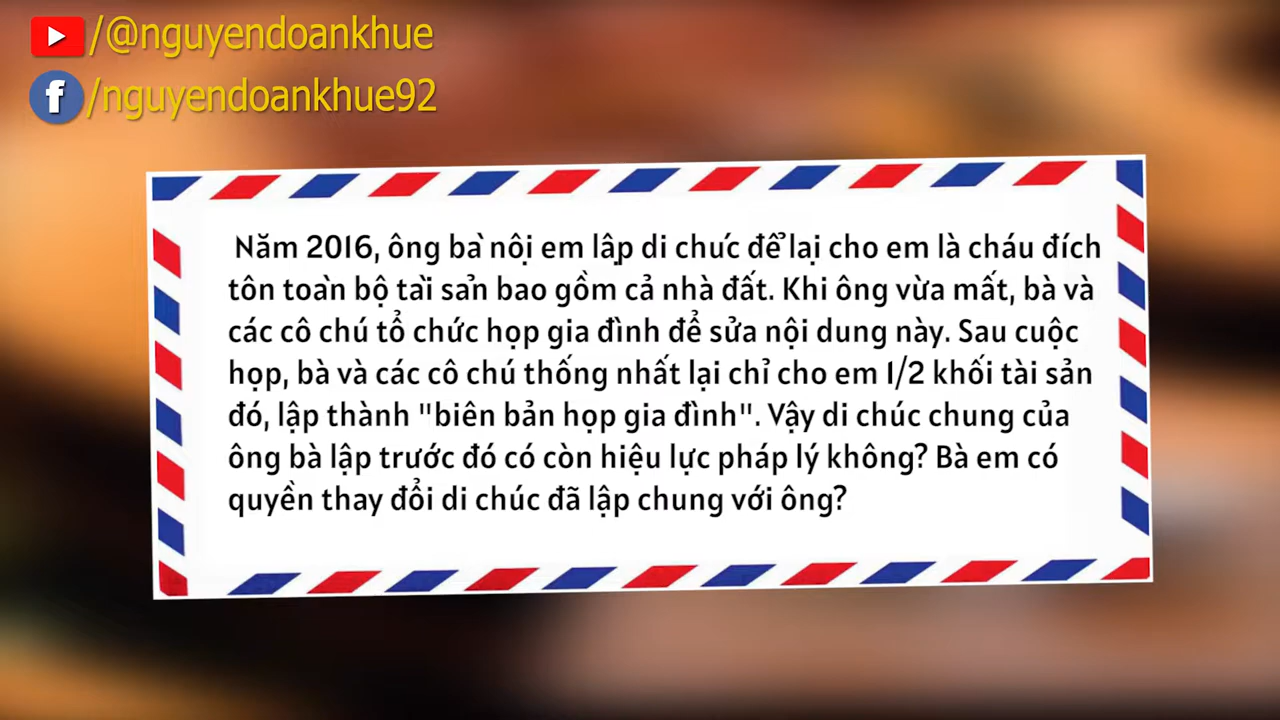 /@nguyendoankhue
/nguyendoankhue92
Năm 2016, ông bà nội em lập di chúc để lại cho em là cháu đích
tôn toàn bộ tài sản bao gồm cả nhà đất. Khi ông vừa mất, bà và
các cô chú tổ chức họp gia đình để sửa nội dung này. Sau cuộc
họp, bà và các cô chú thống nhất lại chỉ cho em 1/2 khối tài sản
đó, lập thành "biên bản họp gia đình". Vậy di chúc chung của
ông bà lập trước đó có còn hiệu lực pháp lý không? Bà em có
quyền thay đổi di chúc đã lập chung với ông?